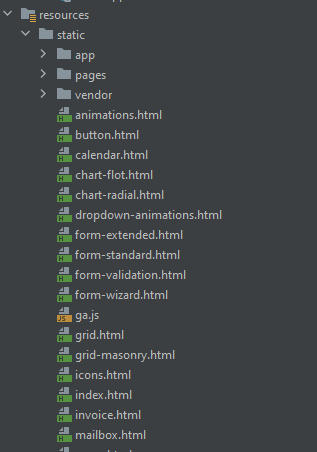 resources
static
app
pages
vendor
animations.html
button.html
calendar.html
chart-flot.html
chart-radial.html
dropdown-animations.html
form-extended.html
form-standard.html
form-validation.html
form-wizard.html
ga.js
grid.html
grid-masonry.html
icons.html
index.html
invoice.html
mailbox.html